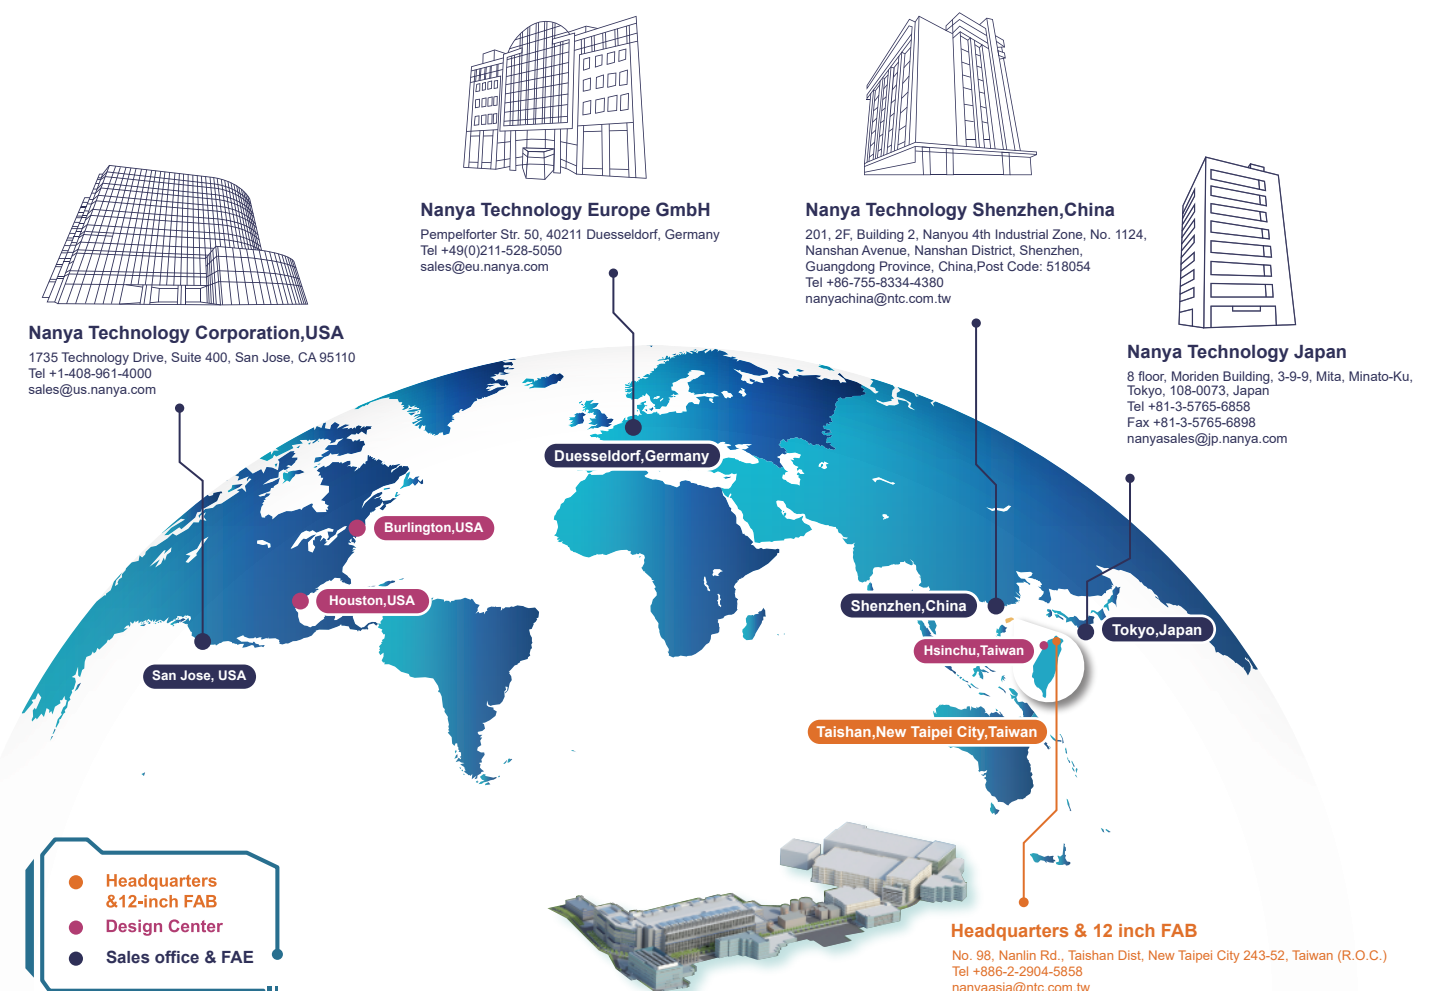 Nanya Technology Europe GmbH
Pempelforter Str. 50, 40211 Duesseldorf, Germany
Tel +49(0)211-528-5050
sales@eu.nanya.com
Nanya Technology Shenzhen,China
201, 2F, Building 2, Nanyou 4th Industrial Zone, No. 1124,
Nanshan Avenue, Nanshan District, Shenzhen,
Guangdong Province, China,Post Code: 518054
Tel +86-755-8334-4380
nanyachina@ntc.com.tw
Nanya Technology Corporation,USA
1735 Technology Drive, Suite 400, San Jose, CA 95110
Tel +1-408-961-4000
sales@us.nanya.com
Nanya Technology Japan
8 floor, Moriden Building, 3-9-9, Mita, Minato-Ku,
Tokyo, 108-0073, Japan
Tel +81-3-5765-6858
Fax +81-3-5765-6898
nanyasales@jp.nanya.com
Duesseldorf,Germany
Burlington,USA
Houston,USA
Shenzhen,China
Tokyo,Japan
Hsinchu,Taiwan
San Jose, USA
Taishan,New Taipei City,Taiwan
Headquarters
&12-inch FAB
Design Center
Sales office & FAE
Headquarters & 12 inch FAB
No. 98, Nanlin Rd., Taishan Dist, New Taipei City 243-52, Taiwan (R.O.C.)
Tel +886-2-2904-5858
nanyaasia@ntc.com.tw